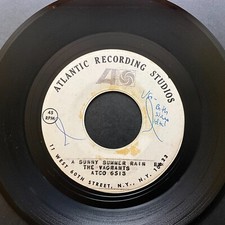 ATLANTIC RECORDING STUDIOS
45
RPM
A SUNNY SUMMER RAIN
THE VAGRANTS
ATCO 6513
11 WEST 60TH STREET, N.Y., N.Y. 10023